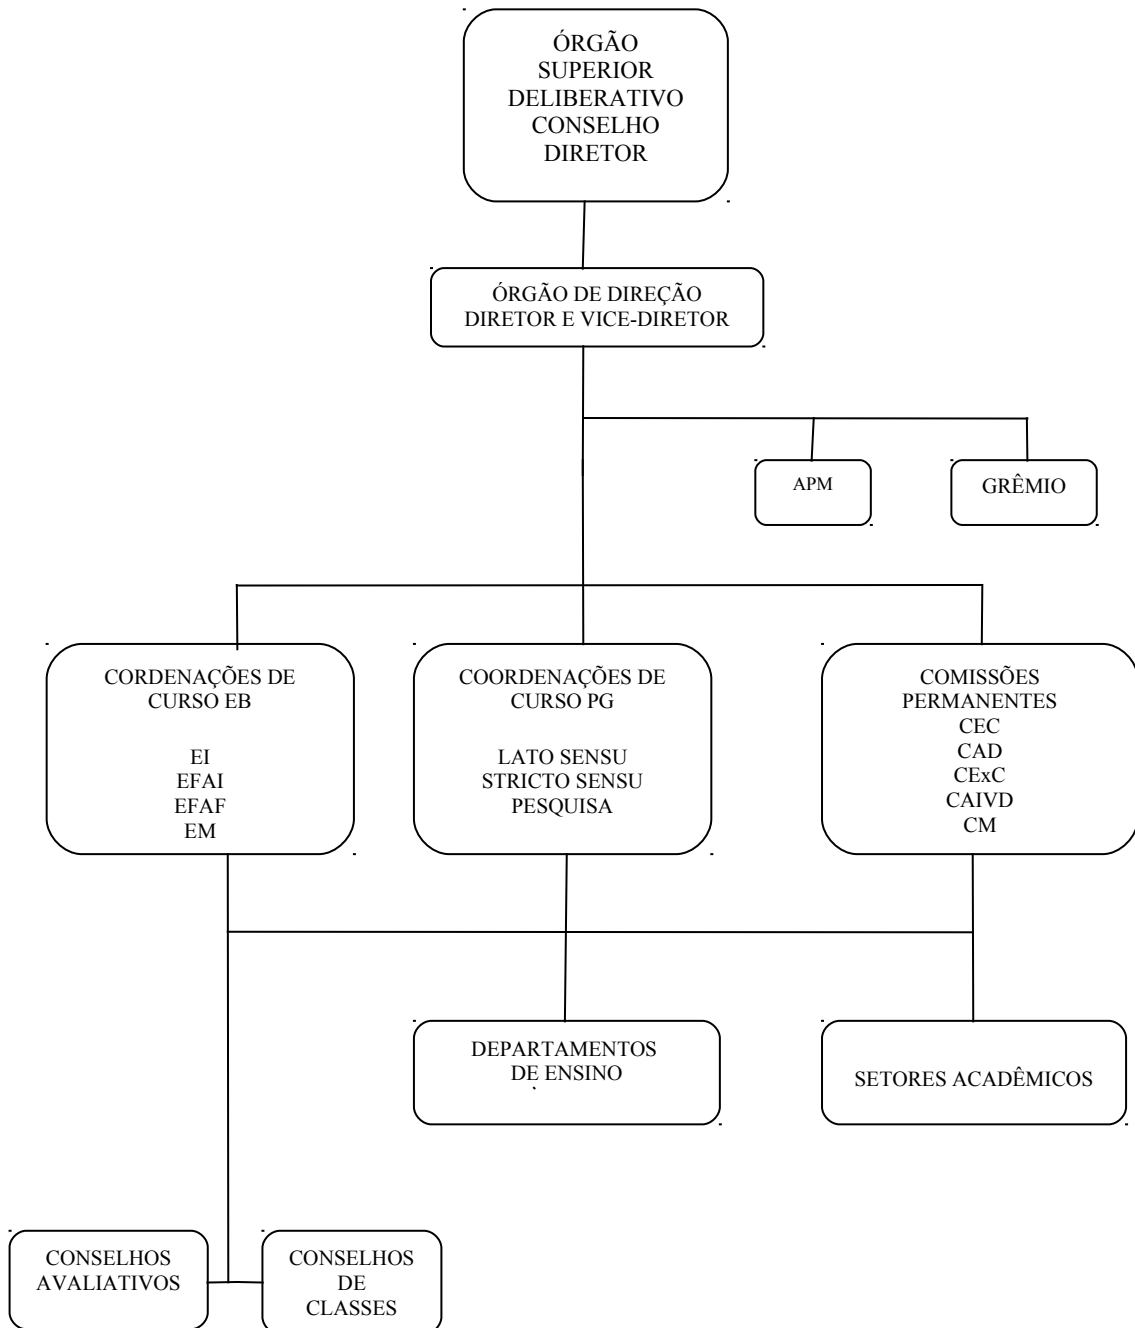 ÓRGÃO
SUPERIOR
DELIBERATIVO
CONSELHO
DIRETOR
ÓRGÃO DE DIREÇÃO
DIRETOR E VICE-DIRETOR
APM
GRÊMIO
CORDENAÇÕES DE
CURSO EB
EI
EFAI
EFAF
EM
COORDENAÇÕES DE
CURSO PG
LATO SENSU
STRICTO SENSU
PESQUISA
COMISSÕES
PERMANENTES
CEC
CAD
CExC
CAIVD
CM
DEPARTAMENTOS
DE ENSINO
SETORES ACADÊMICOS
CONSELHOS
AVALIATIVOS
CONSELHOS
DE
CLASSES